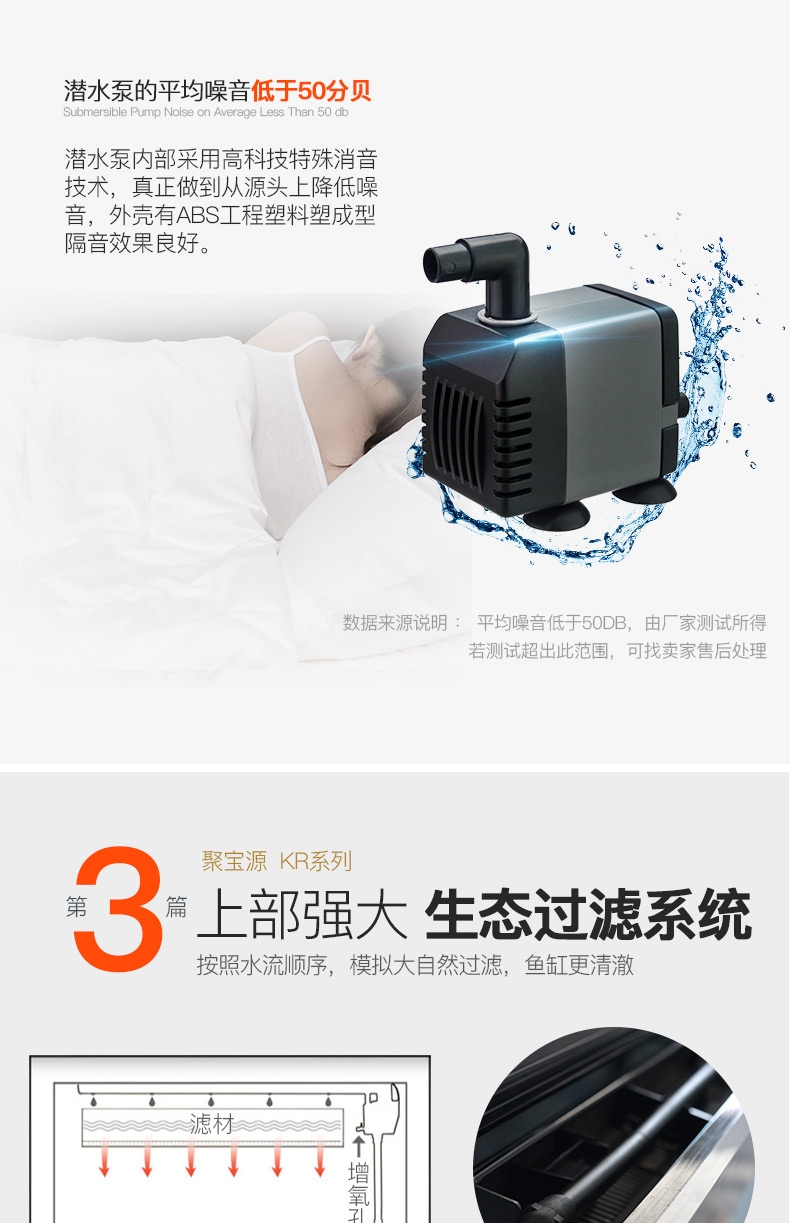 潜水泵的平均噪音低于50分贝
Submersible Pump Noise on Average Less Than 50 db
潜水泵内部采用高科技特殊消音
技术，真正做到从源头上降低噪
音，外壳有ABS工程塑料塑成型
隔音效果良好。
数据来源说明： 平均噪音低于50DB，由厂家测试所得
若测试超出此范围，可找卖家售后处理
第3篇
聚宝源 KR系列
上部强大 生态过滤系统
按照水流顺序，模拟大自然过滤，鱼缸更清澈
滤材
增氧孔